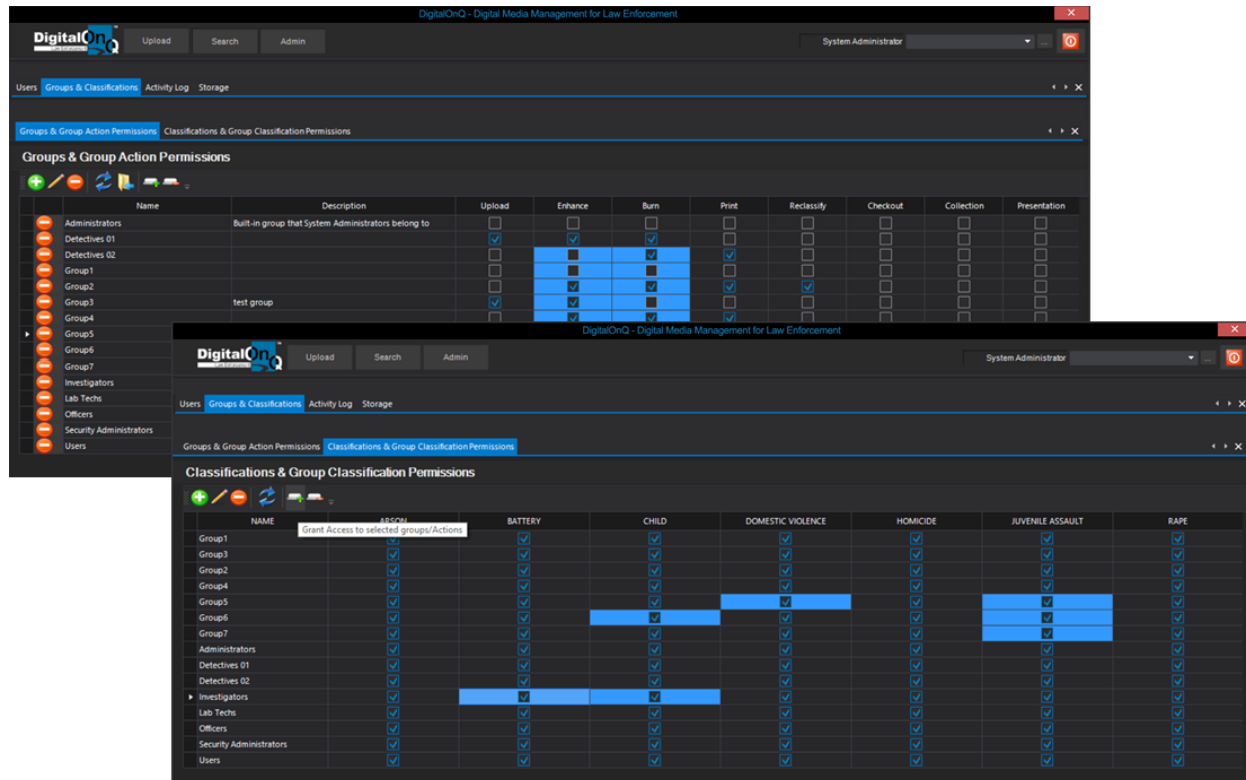 DigitalOnQ - Digital Media Management for Law Enforcement
DigitalOnQ Upload Search Admin System Administrator ...
Users Groups & Classifications Activity Log Storage
Groups & Group Action Permissions Classifications & Group Classification Permissions
Groups & Group Action Permissions
Name Description Upload Enhance Burn Print Reclassify Checkout Collection Presentation
Administrators Built-in group that System Administrators belong to
Detectives 01
Detectives 02
Group1
Group2
Group3 test group
Group4
Group5
Group6
Group7
Investigators
Lab Techs
Officers
Security Administrators
Users
DigitalOnQ - Digital Media Management for Law Enforcement
DigitalOnQ Upload Search Admin System Administrator ...
Users Groups & Classifications Activity Log Storage
Groups & Group Action Permissions Classifications & Group Classification Permissions
Classifications & Group Classification Permissions
NAME ARSON BATTERY CHILD DOMESTIC VIOLENCE HOMICIDE JUVENILE ASSAULT RAPE
Grant Access to selected groups/Actions
Group1
Group3
Group2
Group4
Group5
Group6
Group7
Administrators
Detectives 01
Detectives 02
Investigators
Lab Techs
Officers
Security Administrators
Users